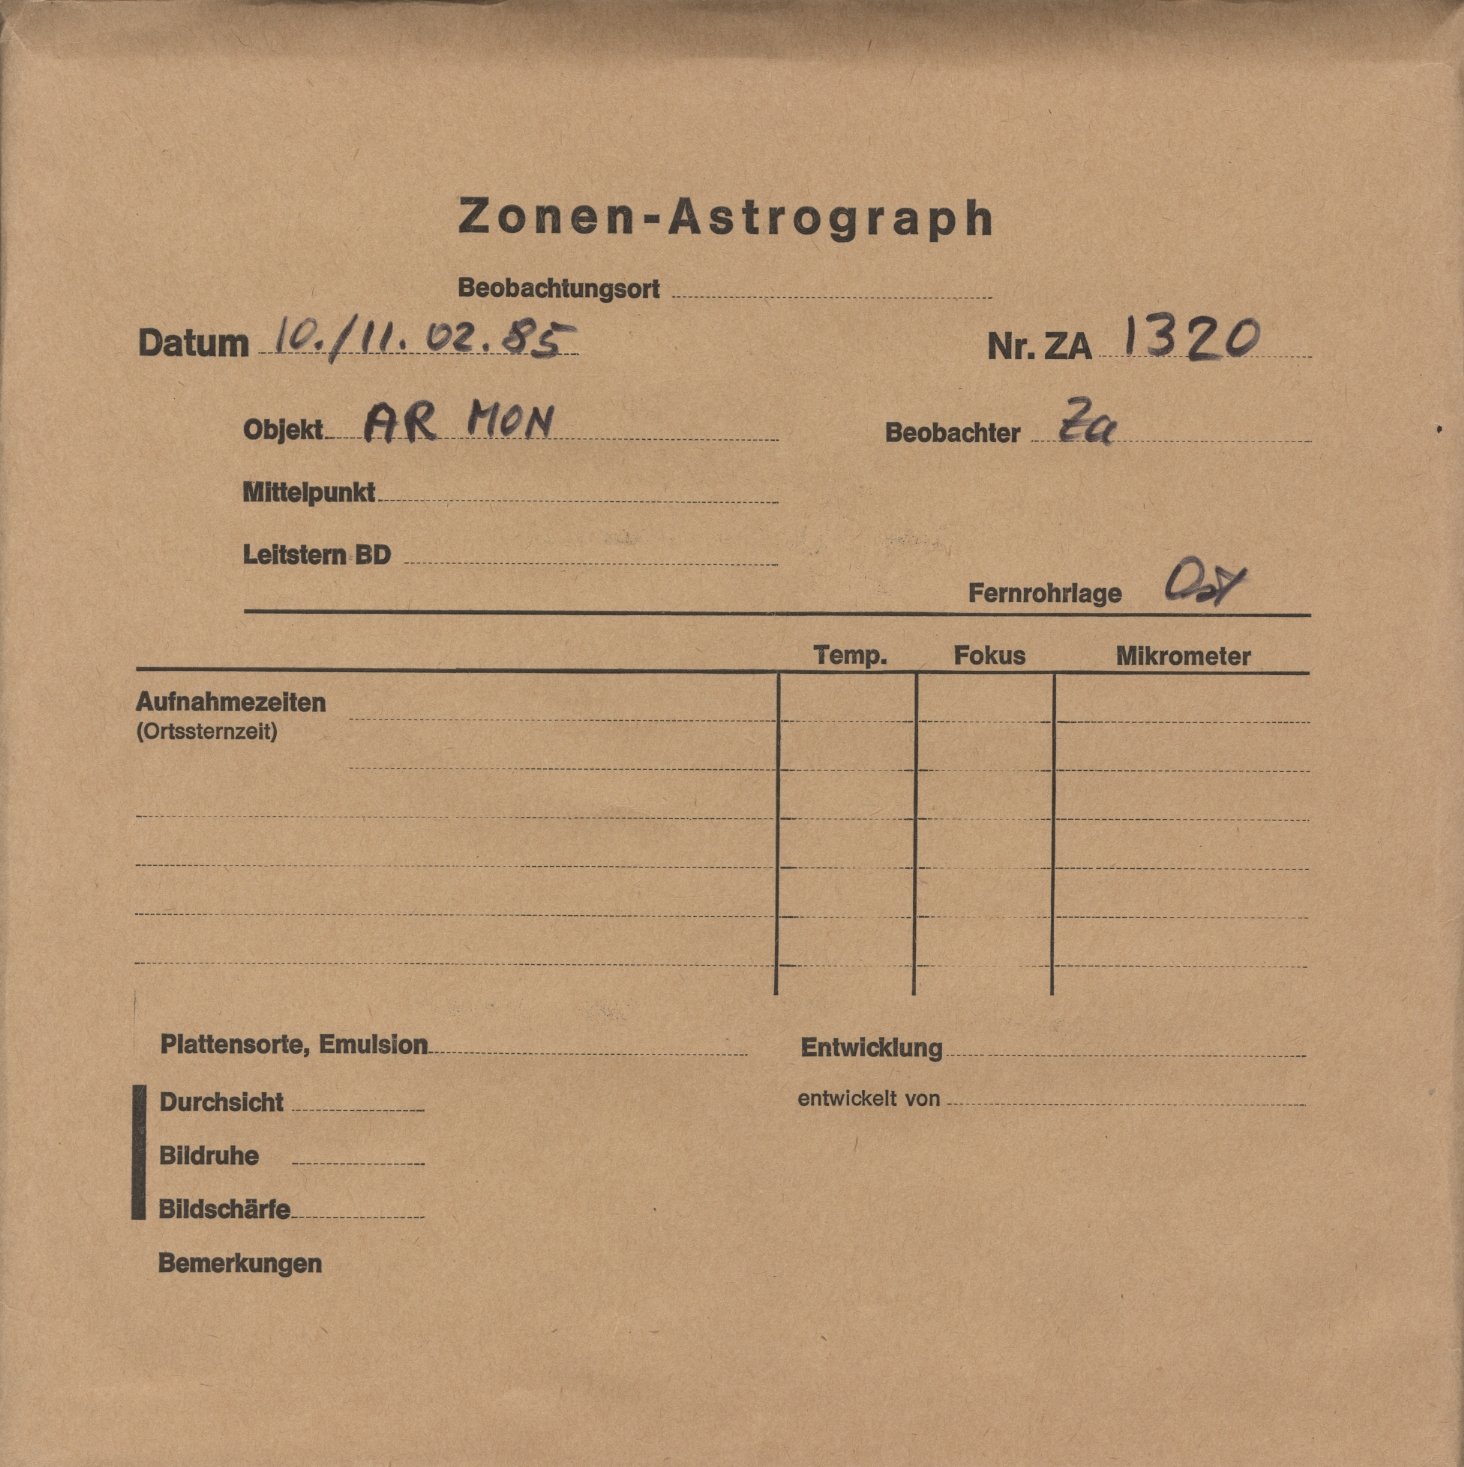 Zonen-Astrograph
Beobachtungsort
Datum 10./11. 02. 85 Nr. ZA 1320
Objekt AR MON Beobachter Za
Mittelpunkt
Leitstern BD
Fernrohrlage Ost
Temp. Fokus Mikrometer
Aufnahmezeiten
(Ortssternzeit)
Plattensorte, Emulsion Entwicklung
Durchsicht entwickelt von
Bildruhe
Bildschärfe
Bemerkungen